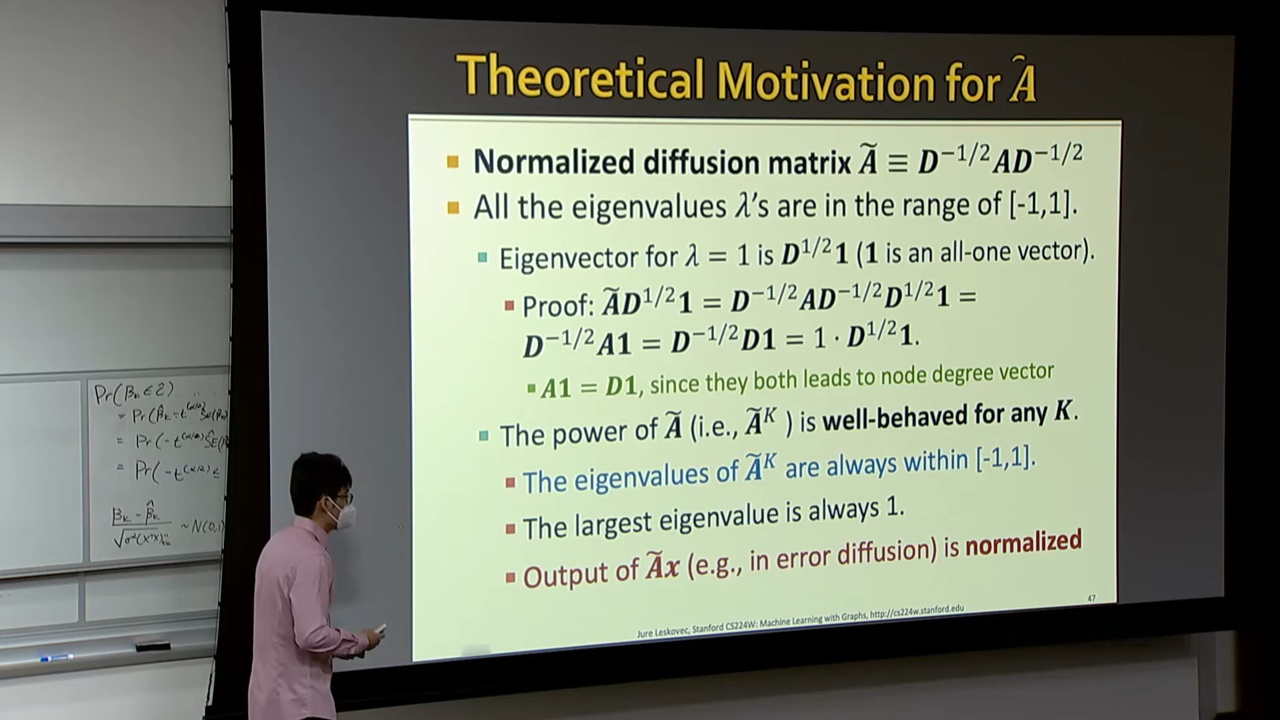 Theoretical Motivation for Â
Normalized diffusion matrix Ã ≡ D^{-1/2}AD^{-1/2}
All the eigenvalues λ's are in the range of [-1,1].
Eigenvector for λ = 1 is D^{1/2}1 (1 is an all-one vector).
Proof: ÃD^{1/2}1 = D^{-1/2}AD^{-1/2}D^{1/2}1 =
D^{-1/2}A1 = D^{-1/2}D1 = 1 · D^{1/2}1.
A1 = D1, since they both leads to node degree vector
The power of Ã (i.e., Ã^K ) is well-behaved for any K.
The eigenvalues of Ã^K are always within [-1,1].
The largest eigenvalue is always 1.
Output of Ãx (e.g., in error diffusion) is normalized
47
Jure Leskovec, Stanford CS224W: Machine Learning with Graphs, http://cs224w.stanford.edu
Pr(
= Pr(
= Pr(
= Pr(
~ N(0,1)